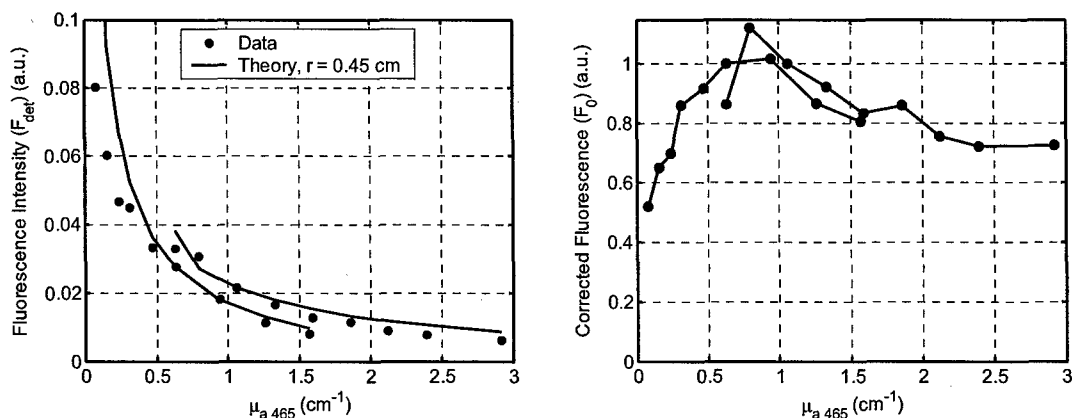 Fluorescence Intensity (F_det) (a.u.)
0.1
0.08
0.06
0.04
0.02
0
Data
Theory, r = 0.45 cm
0 0.5 1 1.5 2 2.5 3
μ_a 465 (cm⁻¹)
Corrected Fluorescence (F_0) (a.u.)
1
0.8
0.6
0.4
0.2
0
0 0.5 1 1.5 2 2.5 3
μ_a 465 (cm⁻¹)